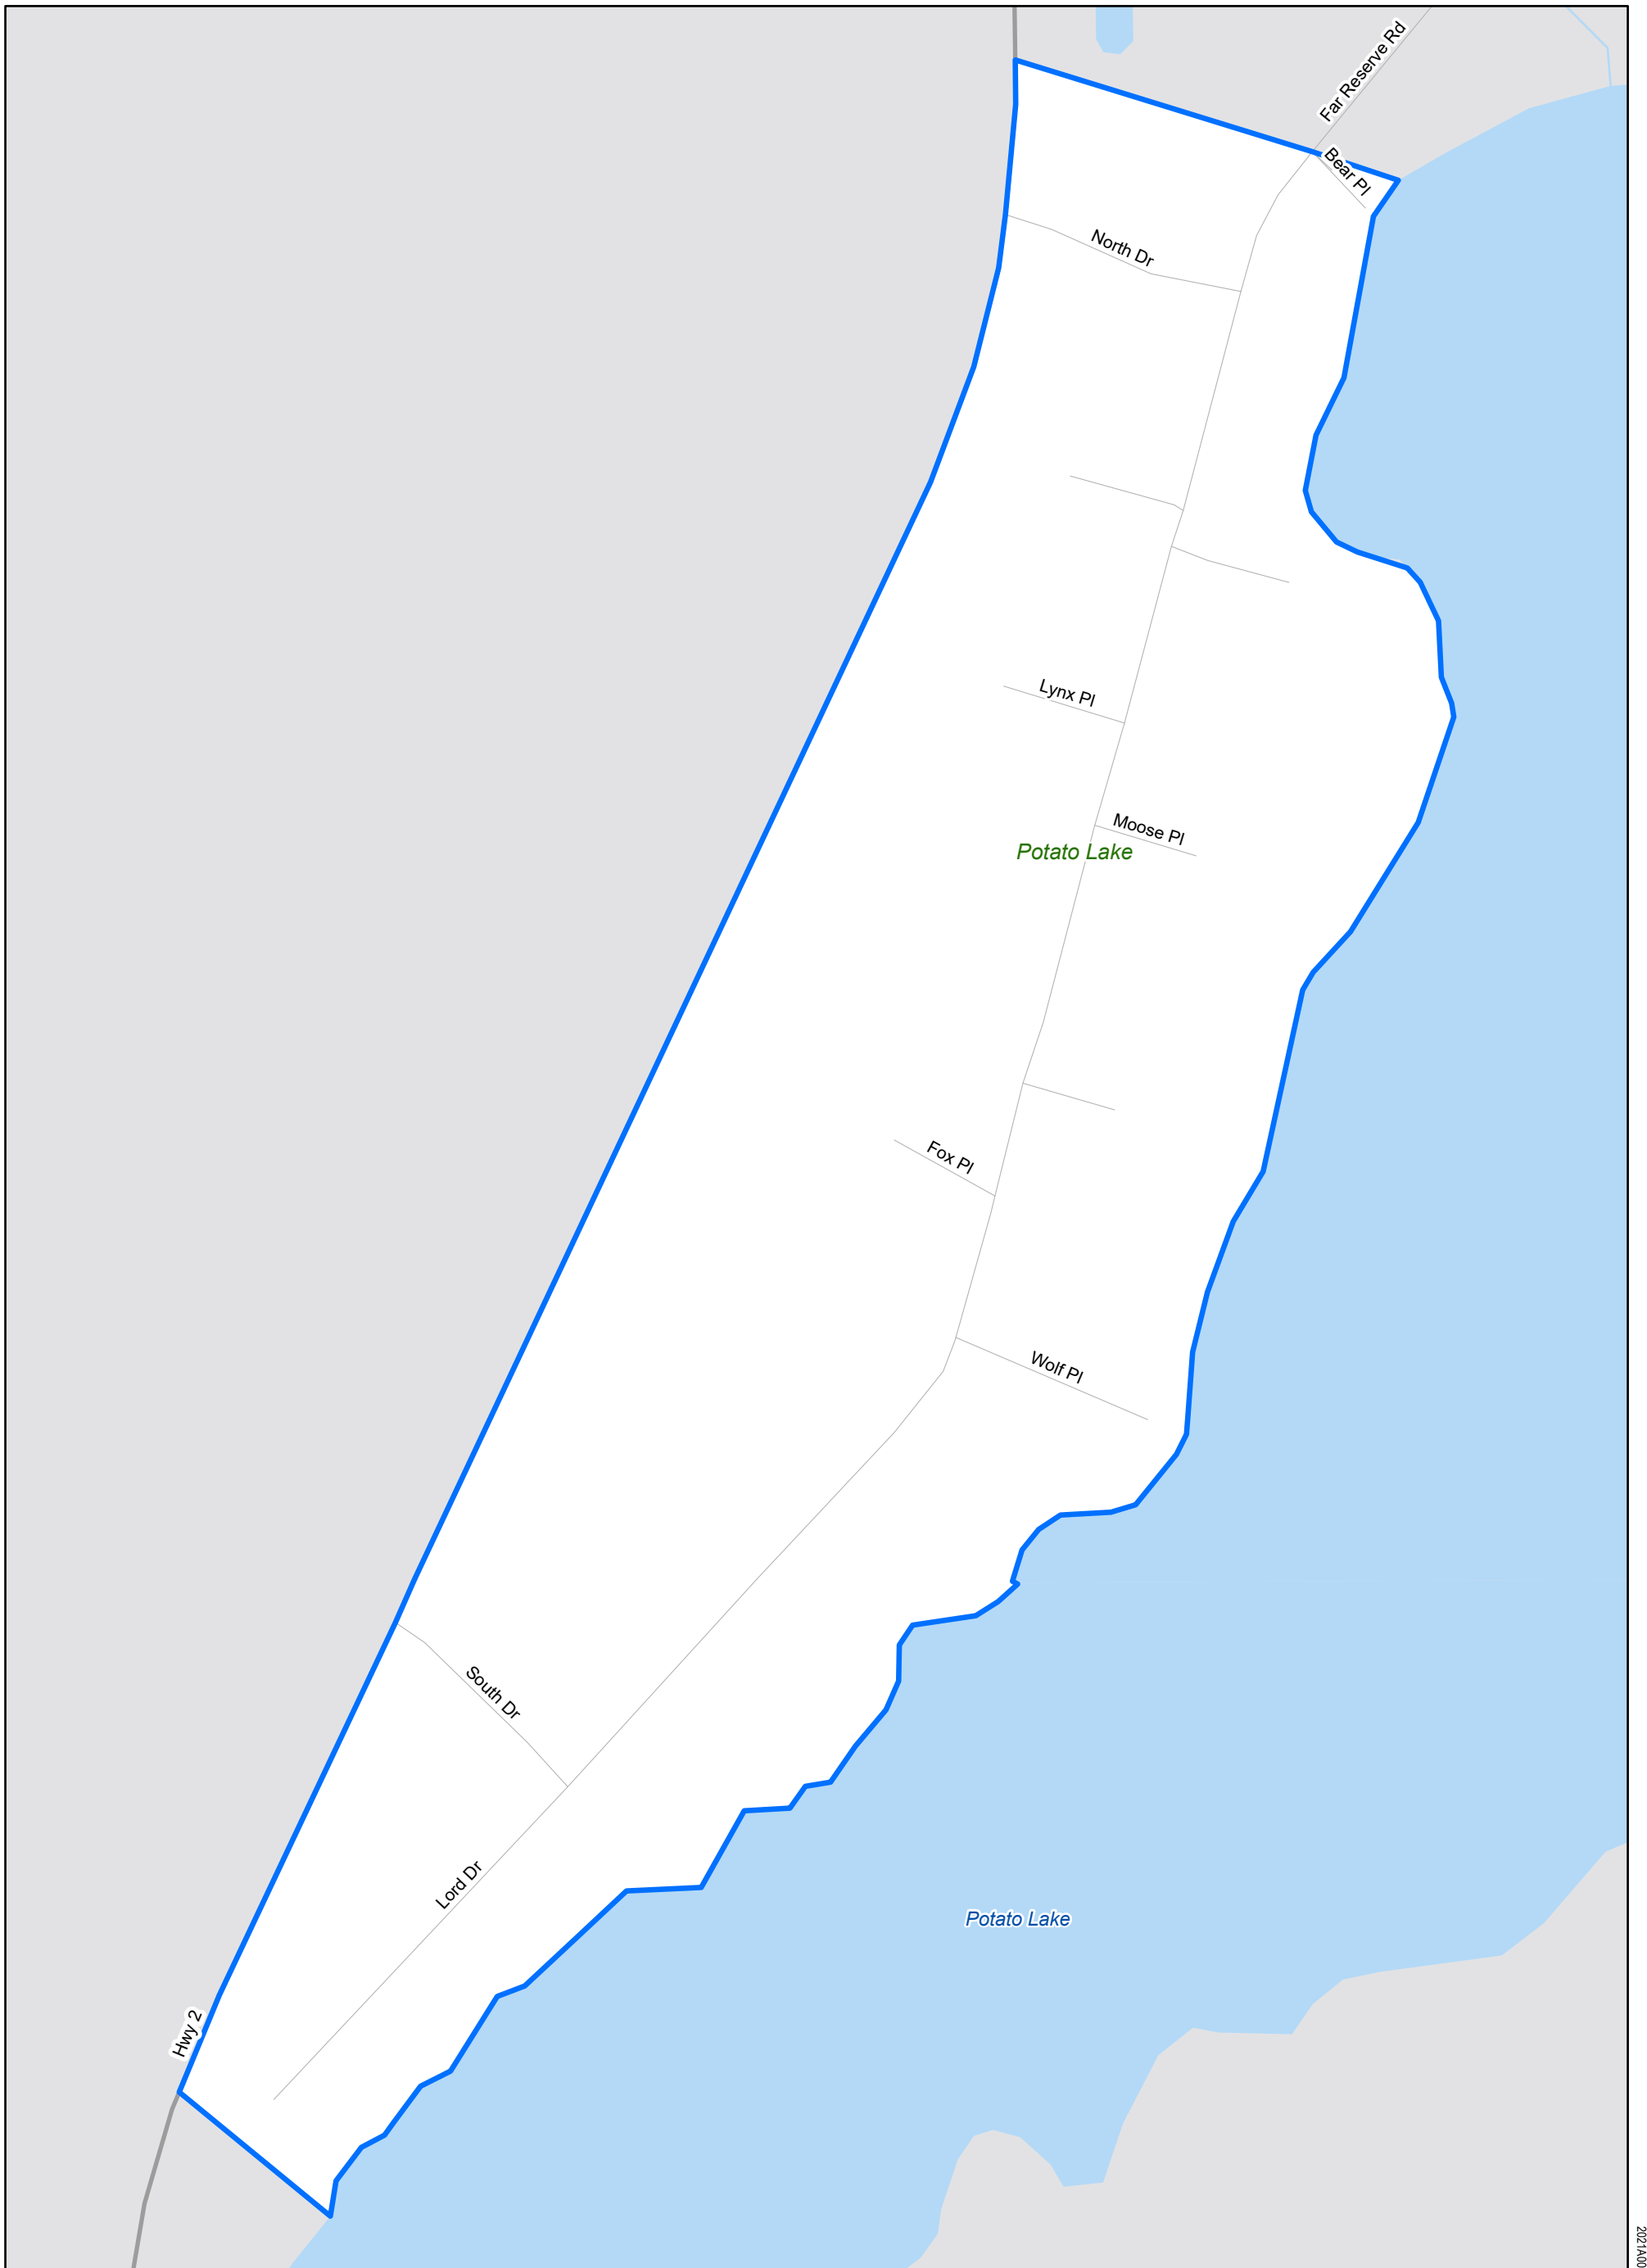 Far Reserve Rd
Bear Pl
North Dr
Lynx Pl
Moose Pl
Potato Lake
Fox Pl
Wolf Pl
South Dr
Lord Dr
Potato Lake
Hwy 2
2021A00